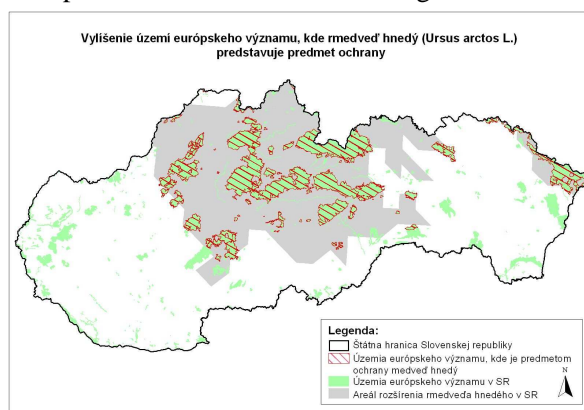 Vylíšenie území európskeho významu, kde rmedveď hnedý (Ursus arctos L.)
predstavuje predmet ochrany
Legenda:
Štátna hranica Slovenskej republiky
Územia európskeho významu, kde je predmetom
ochrany medveď hnedý
Územia európskeho významu v SR
Areál rozšírenia rmedveďa hnedého v SR
N